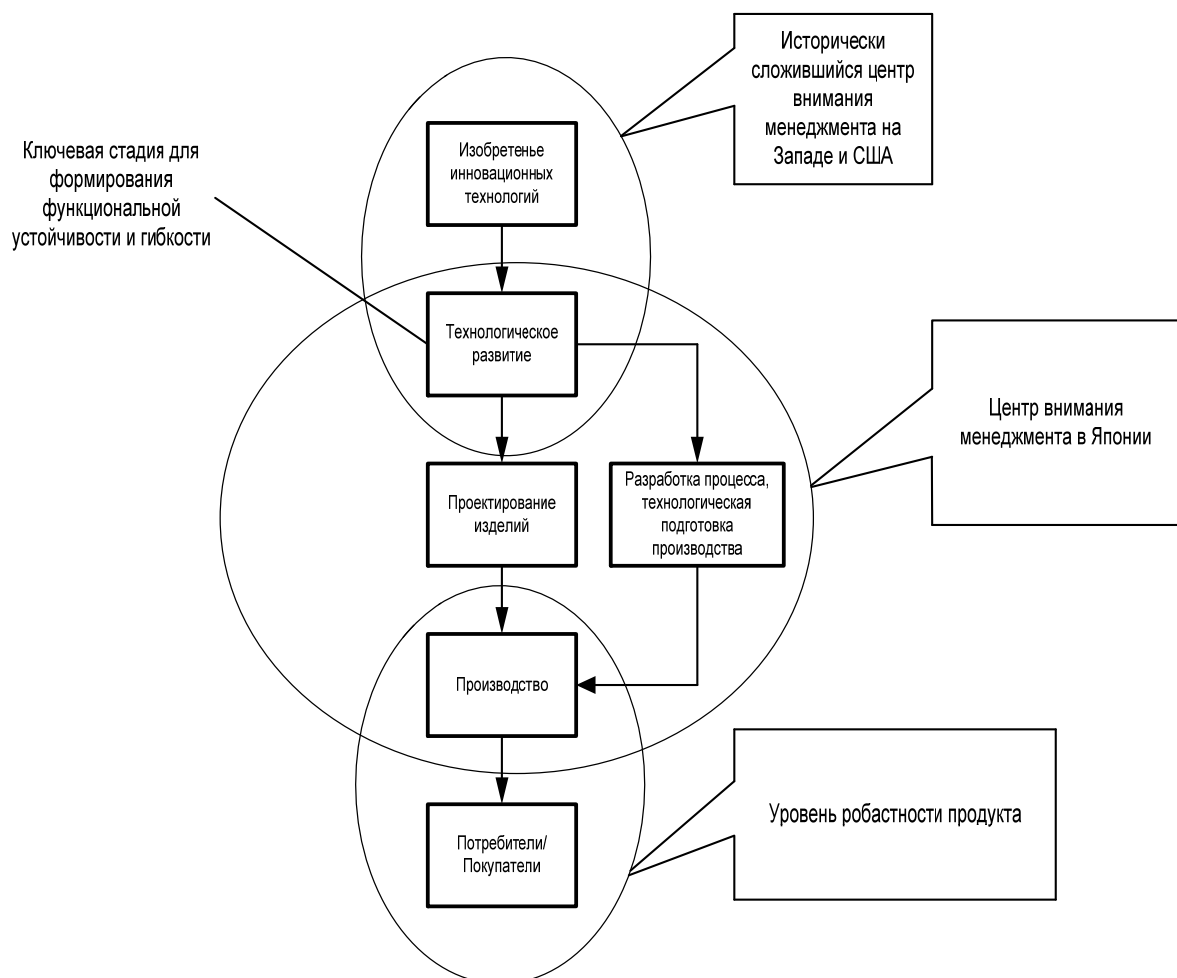 Исторически
сложившийся центр
внимания
менеджмента на
Западе и США
Ключевая стадия для
формирования
функциональной
устойчивости и гибкости
Изобретенье
инновационных
технологий
Технологическое
развитие
Центр внимания
менеджмента в Японии
Проектирование
изделий
Разработка процесса,
технологическая
подготовка
производства
Производство
Уровень робастности продукта
Потребители/
Покупатели